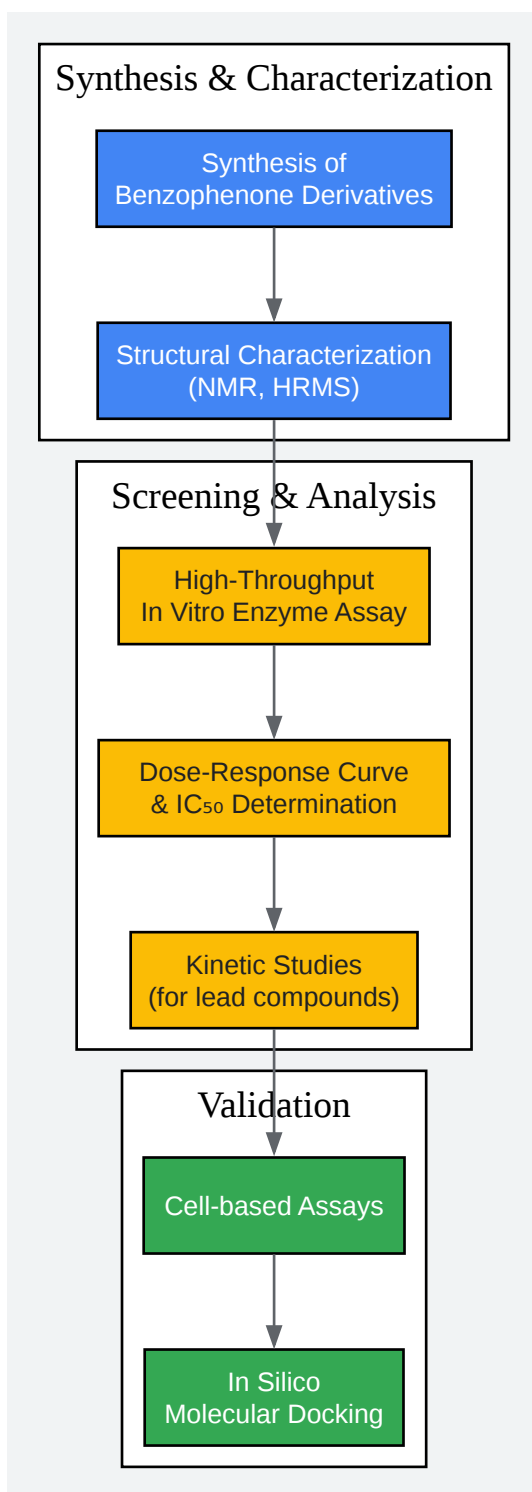 Synthesis & Characterization
Synthesis of
Benzophenone Derivatives
Structural Characterization
(NMR, HRMS)
Screening & Analysis
High-Throughput
In Vitro Enzyme Assay
Dose-Response Curve
& IC₅₀ Determination
Kinetic Studies
(for lead compounds)
Validation
Cell-based Assays
In Silico
Molecular Docking